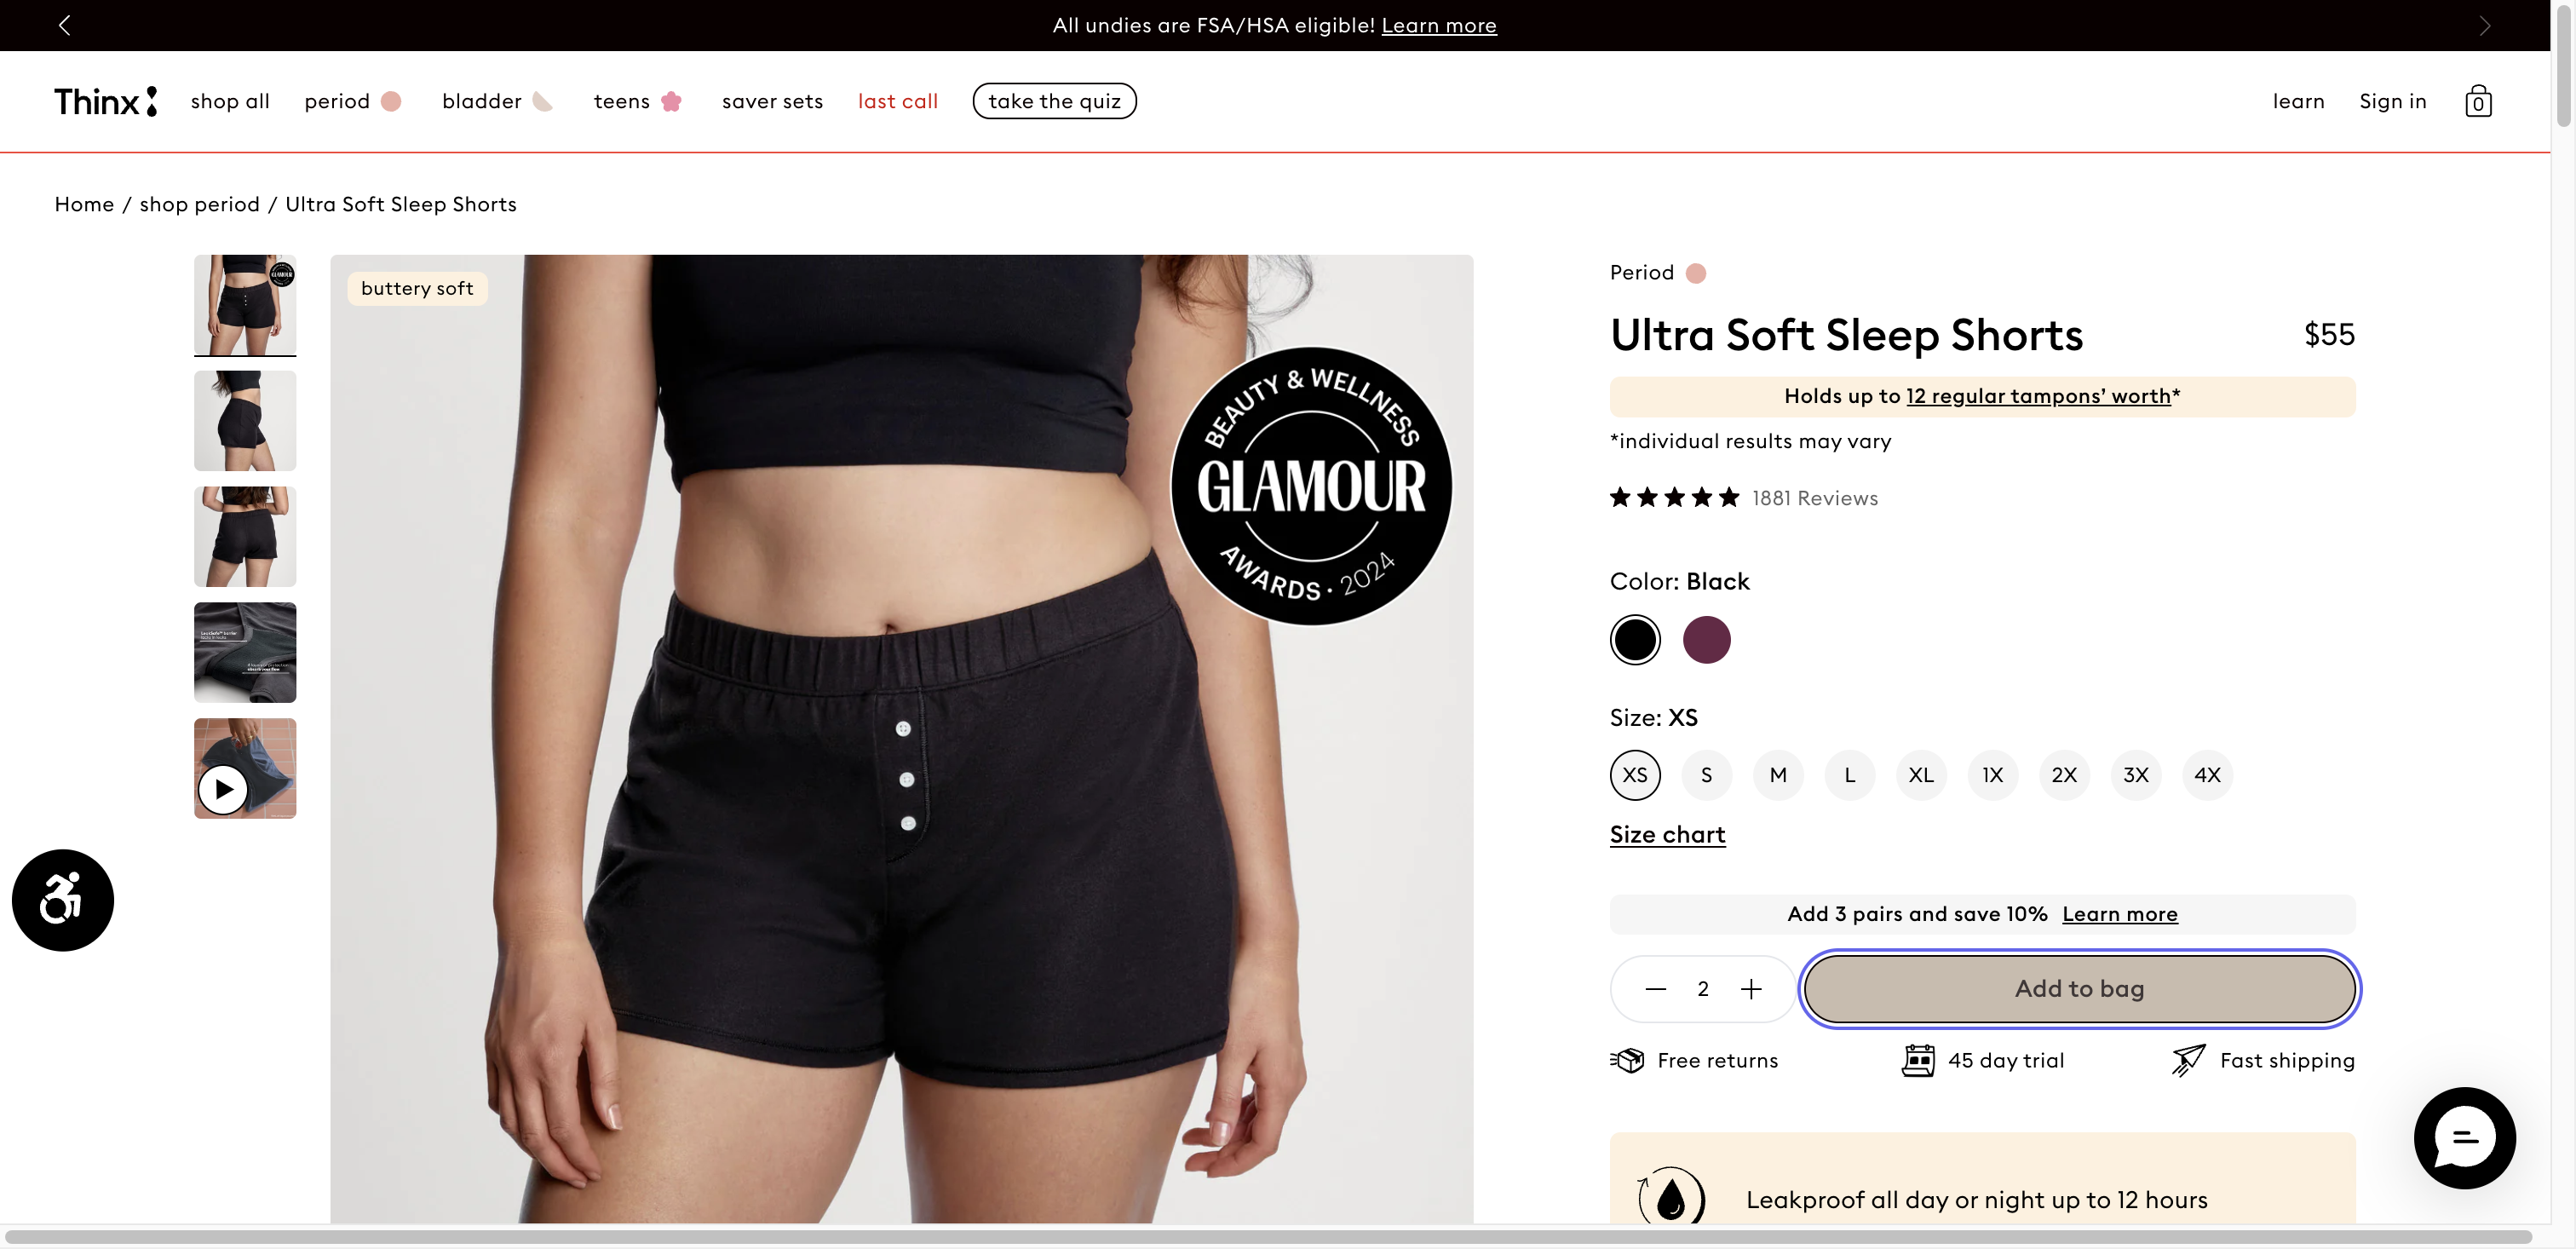 All undies are FSA/HSA eligible! Learn more
Thinx
shop all
period
bladder
teens
saver sets
last call
take the quiz
learn
Sign in
0
Home / shop period / Ultra Soft Sleep Shorts
GLAMOUR
buttery soft
BEAUTY & WELLNESS
GLAMOUR
AWARDS · 2024
Period
Ultra Soft Sleep Shorts
$55
Holds up to 12 regular tampons’ worth*
*individual results may vary
1881 Reviews
Color: Black
Size: XS
XS
S
M
L
XL
1X
2X
3X
4X
Size chart
Add 3 pairs and save 10% Learn more
2
Add to bag
Free returns
45 day trial
Fast shipping
Leakproof all day or night up to 12 hours